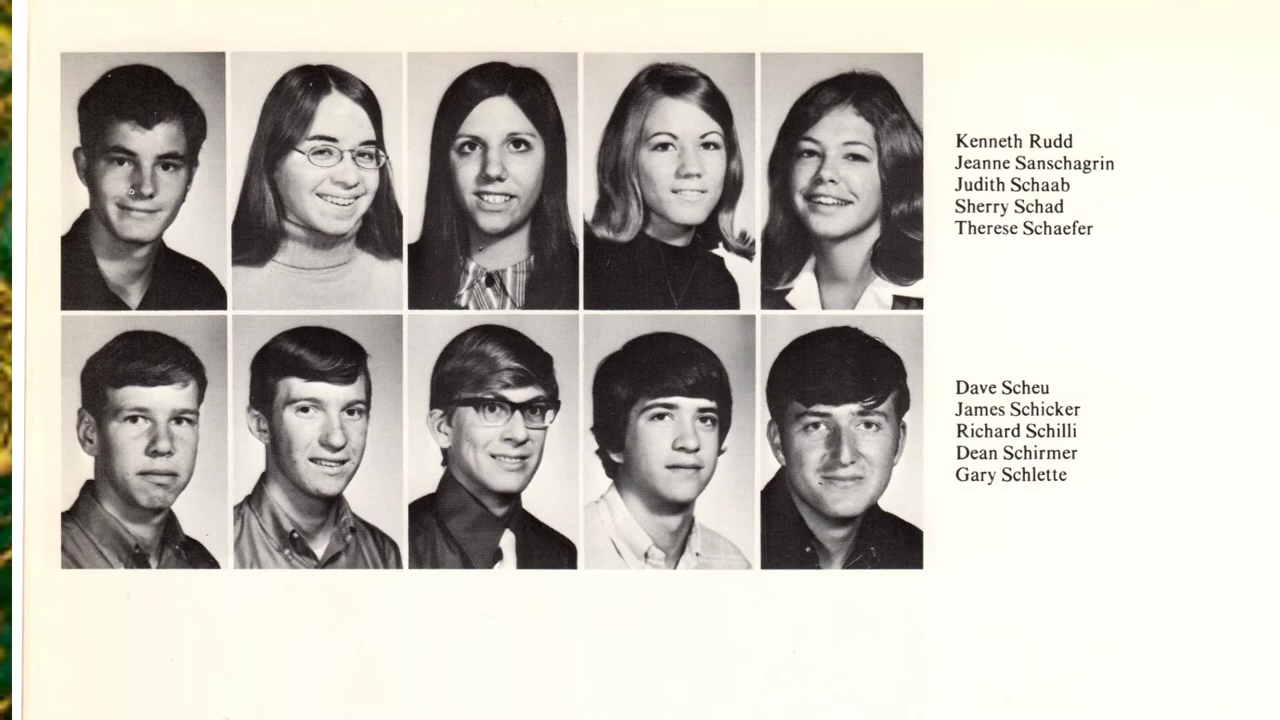 Kenneth Rudd
Jeanne Sanschagrin
Judith Schaab
Sherry Schad
Therese Schaefer
Dave Scheu
James Schicker
Richard Schilli
Dean Schirmer
Gary Schlette